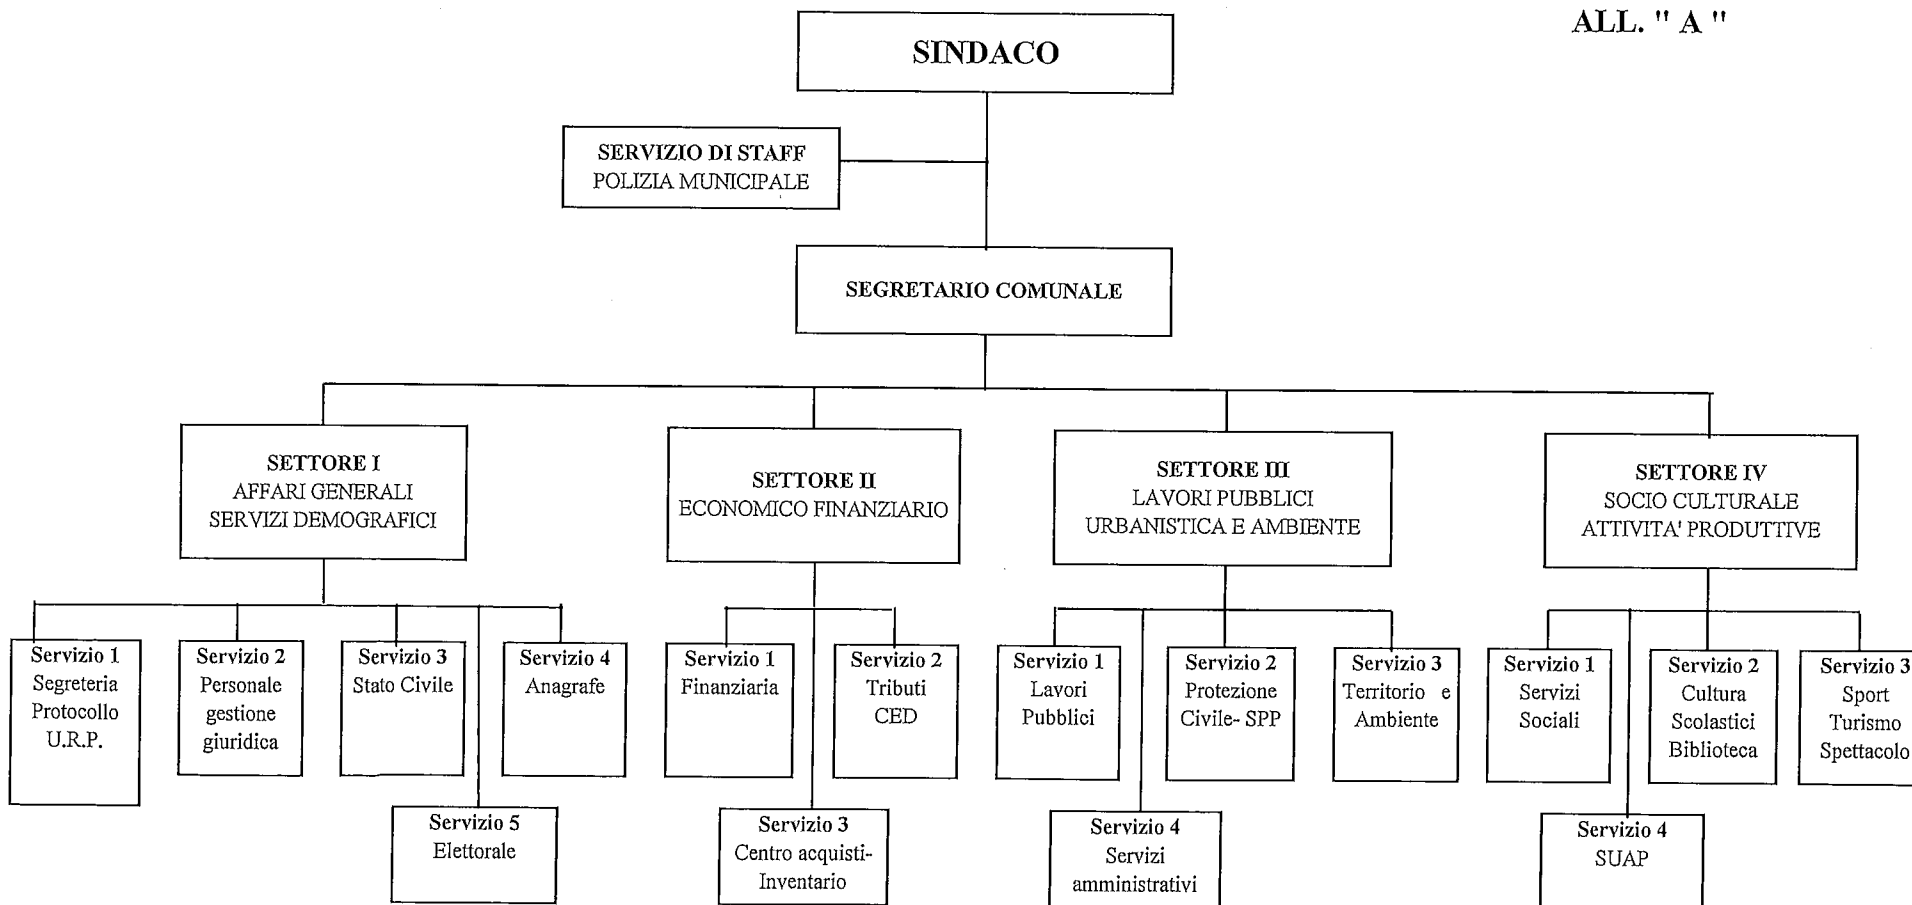 ALL. " A "
SINDACO
SERVIZIO DI STAFF
POLIZIA MUNICIPALE
SEGRETARIO COMUNALE
SETTORE I
AFFARI GENERALI
SERVIZI DEMOGRAFICI
SETTORE II
ECONOMICO FINANZIARIO
SETTORE III
LAVORI PUBBLICI
URBANISTICA E AMBIENTE
SETTORE IV
SOCIO CULTURALE
ATTIVITA' PRODUTTIVE
Servizio 1
Segreteria
Protocollo
U.R.P.
Servizio 2
Personale
gestione
giuridica
Servizio 3
Stato Civile
Servizio 4
Anagrafe
Servizio 5
Elettorale
Servizio 1
Finanziaria
Servizio 2
Tributi
CED
Servizio 3
Centro acquisti-
Inventario
Servizio 1
Lavori
Pubblici
Servizio 2
Protezione
Civile- SPP
Servizio 3
Territorio e
Ambiente
Servizio 4
Servizi
amministrativi
Servizio 1
Servizi
Sociali
Servizio 2
Cultura
Scolastici
Biblioteca
Servizio 3
Sport
Turismo
Spettacolo
Servizio 4
SUAP